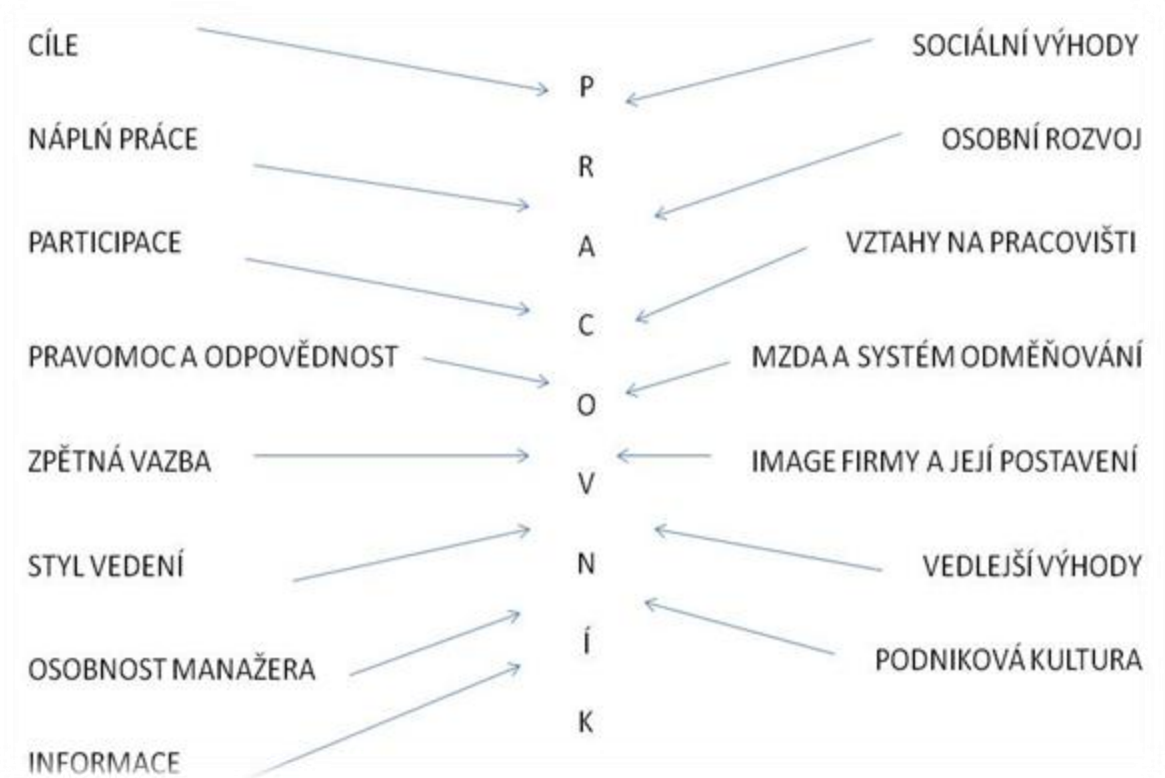 CÍLE
NÁPLŃ PRÁCE
PARTICIPACE
PRAVOMOC A ODPOVĚDNOST
ZPĚTNÁ VAZBA
STYL VEDENÍ
OSOBNOST MANAŽERA
INFORMACE
P
R
A
C
O
V
N
Í
K
SOCIÁLNÍ VÝHODY
OSOBNÍ ROZVOJ
VZTAHY NA PRACOVIŠTI
MZDA A SYSTÉM ODMĚŇOVÁNÍ
IMAGE FIRMY A JEJÍ POSTAVENÍ
VEDLEJŠÍ VÝHODY
PODNIKOVÁ KULTURA